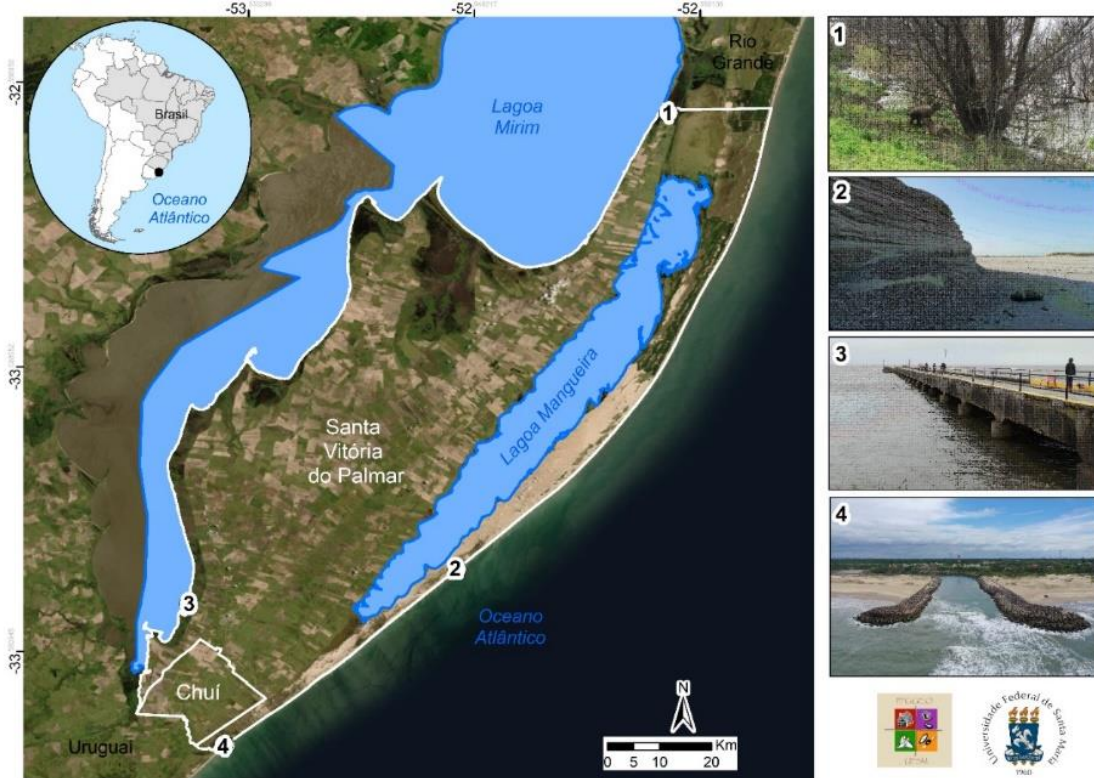 -53
-52
-52
-32
-33
-33
Brasil
Oceano
Atlântico
Lagoa
Mirim
Rio
Grande
1
Lagoa Mangueira
Santa
Vitória
do Palmar
2
3
Oceano
Atlântico
Chuí
4
Uruguai
N
0 5 10 20 Km
1
2
3
4
Universidade Federal de Santa Maria
1960